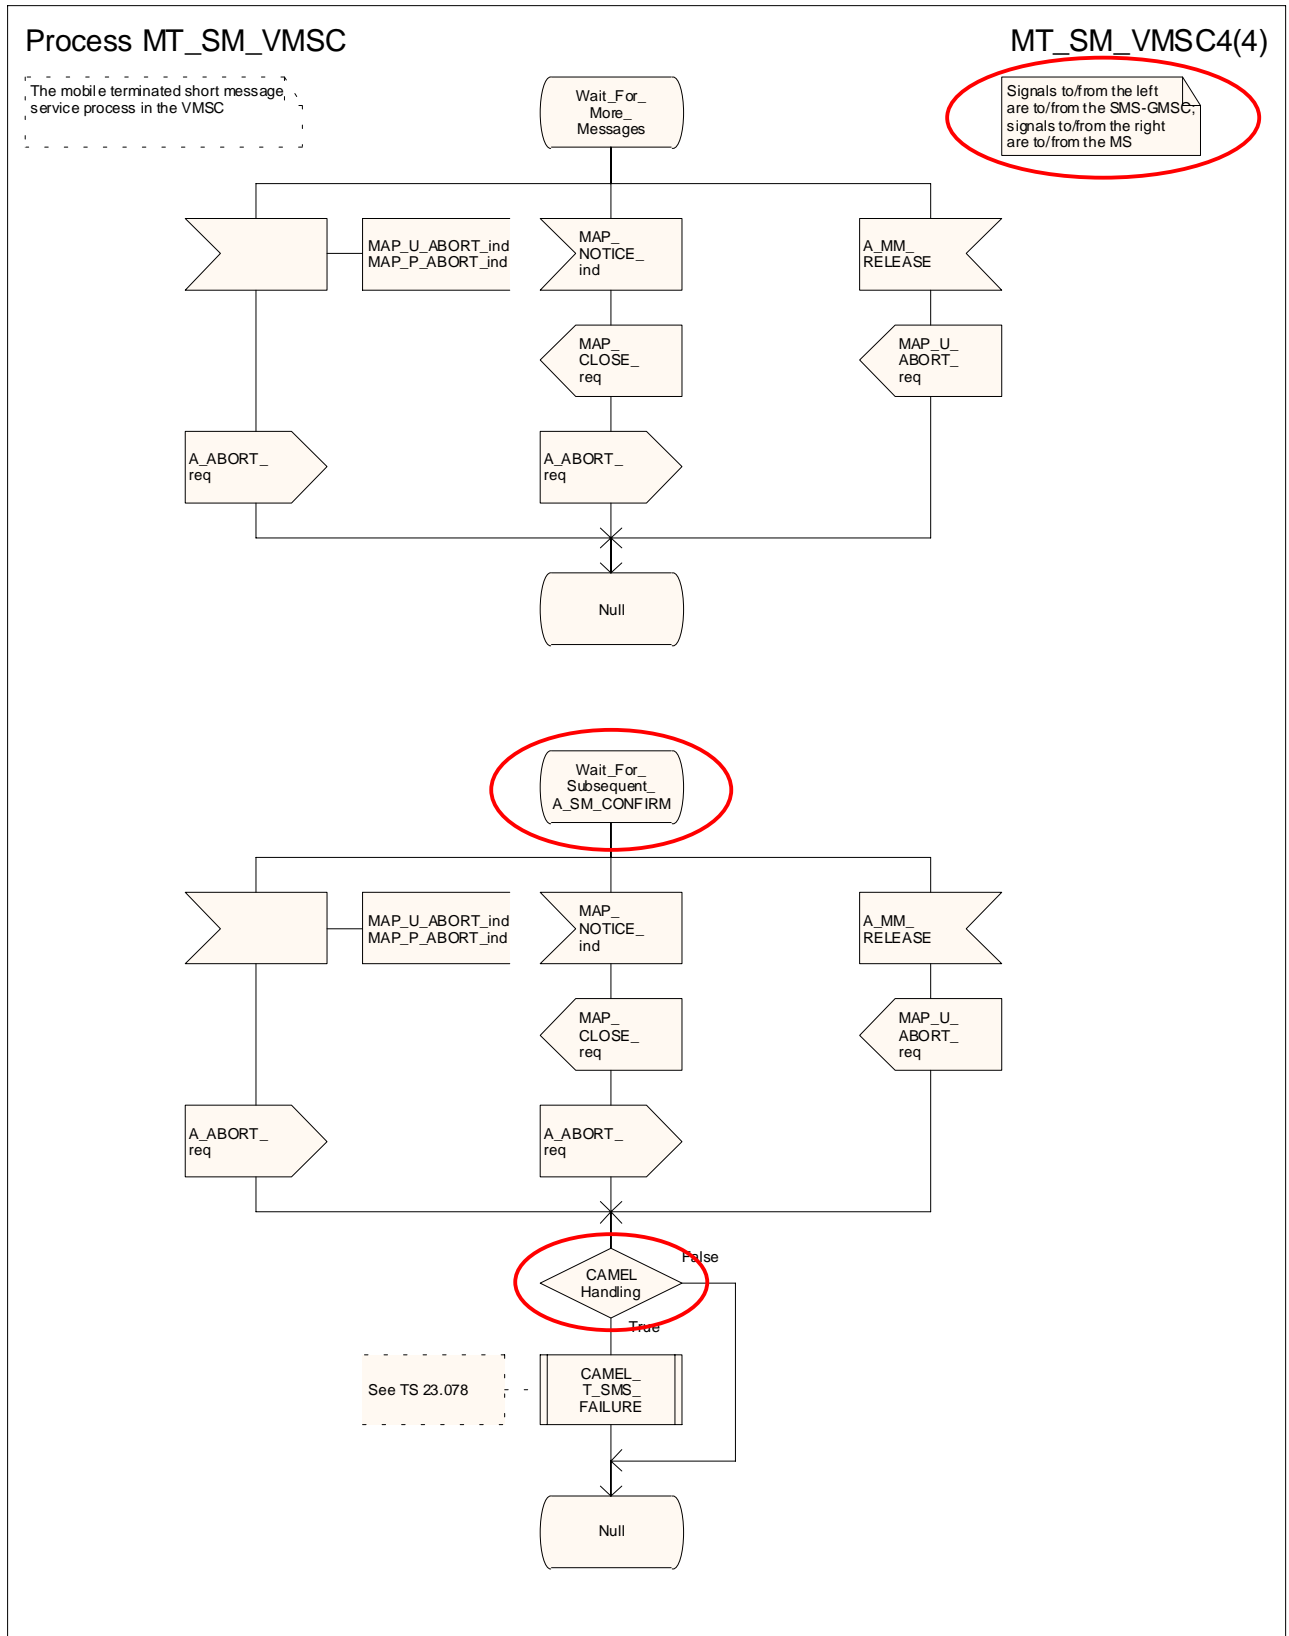 Process MT_SM_VMSC
MT_SM_VMSC4(4)
The mobile terminated short message
service process in the VMSC
Signals to/from the left
are to/from the SMS-GMSC;
signals to/from the right
are to/from the MS
Wait_For_
More_
Messages
MAP_U_ABORT_ind
MAP_P_ABORT_ind
MAP_
NOTICE_
ind
A_MM_
RELEASE
MAP_
CLOSE_
req
MAP_U_
ABORT_
req
A_ABORT_
req
A_ABORT_
req
Null
Wait_For_
Subsequent_
A_SM_CONFIRM
MAP_U_ABORT_ind
MAP_P_ABORT_ind
MAP_
NOTICE_
ind
A_MM_
RELEASE
MAP_
CLOSE_
req
MAP_U_
ABORT_
req
A_ABORT_
req
A_ABORT_
req
False
CAMEL
Handling
True
See TS 23.078
CAMEL_
T_SMS_
FAILURE
Null